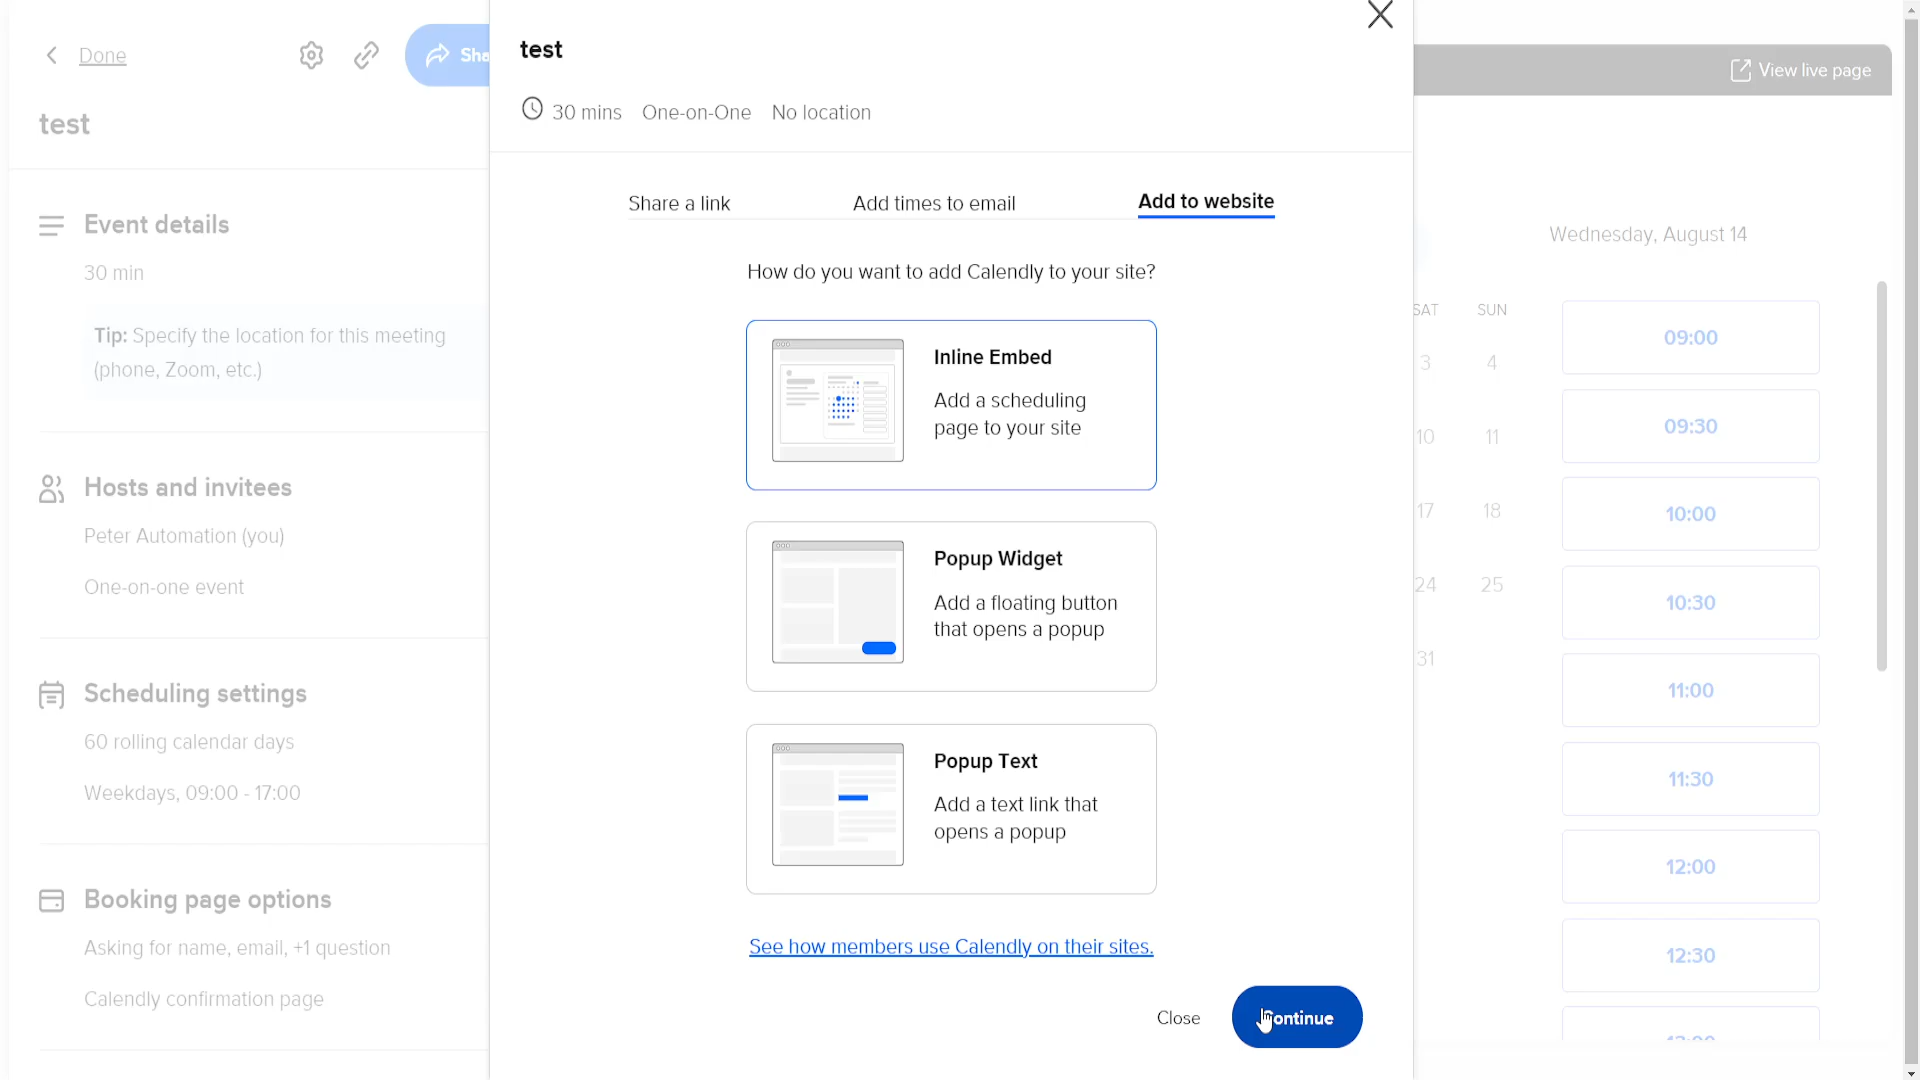 Done
Sha
test
Event details
30 min
Tip: Specify the location for this meeting
(phone, Zoom, etc.)
Hosts and invitees
Peter Automation (you)
One-on-one event
Scheduling settings
60 rolling calendar days
Weekdays, 09:00 - 17:00
Booking page options
Asking for name, email, +1 question
Calendly confirmation page
test
30 mins One-on-One No location
Share a link Add times to email Add to website
How do you want to add Calendly to your site?
Inline Embed
Add a scheduling
page to your site
Popup Widget
Add a floating button
that opens a popup
Popup Text
Add a text link that
opens a popup
See how members use Calendly on their sites.
Close Continue
View live page
Wednesday, August 14
SAT SUN
3 4
10 11
17 18
24 25
31
09:00
09:30
10:00
10:30
11:00
11:30
12:00
12:30